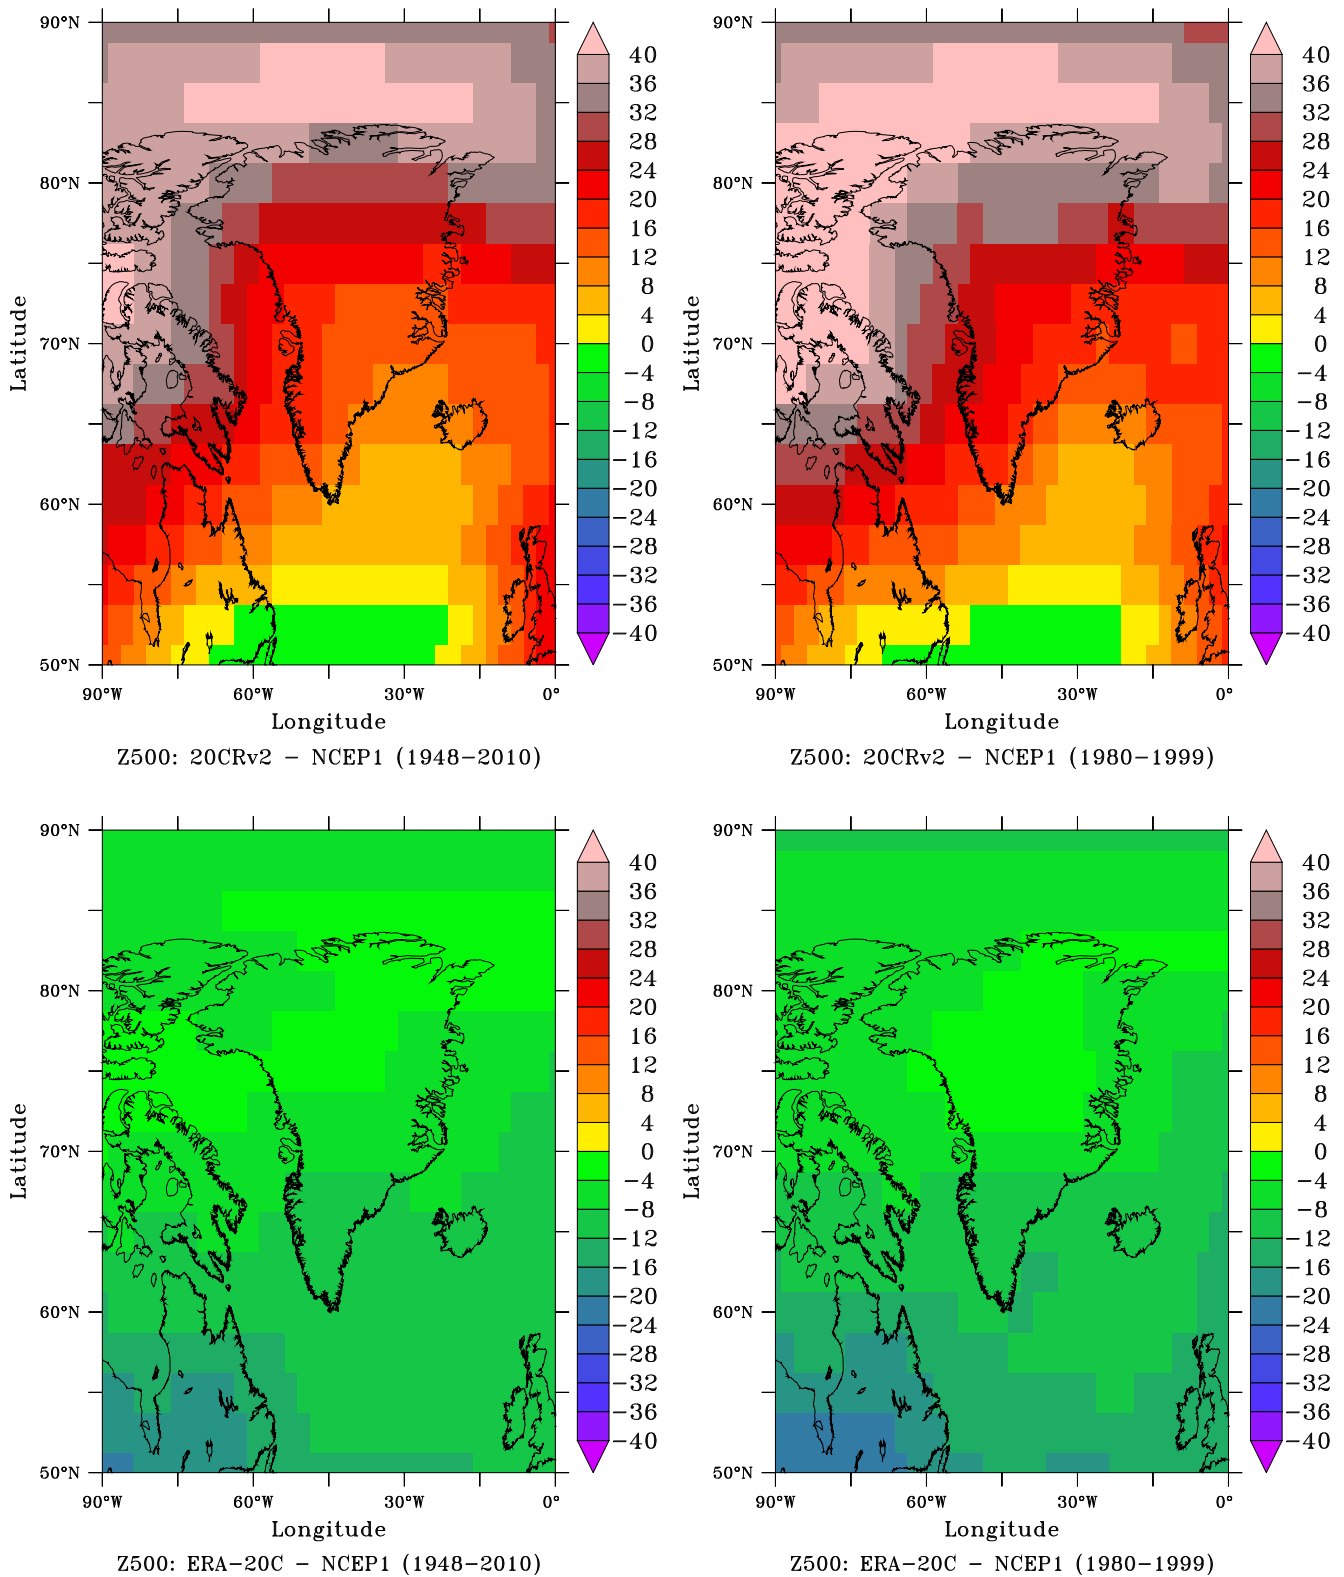 90°N
80°N
70°N
60°N
50°N
Latitude
90°W 60°W 30°W 0°
Longitude
40
36
32
28
24
20
16
12
8
4
0
−4
−8
−12
−16
−20
−24
−28
−32
−36
−40
Z500: 20CRv2 − NCEP1 (1948−2010)
90°N
80°N
70°N
60°N
50°N
Latitude
90°W 60°W 30°W 0°
Longitude
40
36
32
28
24
20
16
12
8
4
0
−4
−8
−12
−16
−20
−24
−28
−32
−36
−40
Z500: 20CRv2 − NCEP1 (1980−1999)
90°N
80°N
70°N
60°N
50°N
Latitude
90°W 60°W 30°W 0°
Longitude
40
36
32
28
24
20
16
12
8
4
0
−4
−8
−12
−16
−20
−24
−28
−32
−36
−40
Z500: ERA−20C − NCEP1 (1948−2010)
90°N
80°N
70°N
60°N
50°N
Latitude
90°W 60°W 30°W 0°
Longitude
40
36
32
28
24
20
16
12
8
4
0
−4
−8
−12
−16
−20
−24
−28
−32
−36
−40
Z500: ERA−20C − NCEP1 (1980−1999)